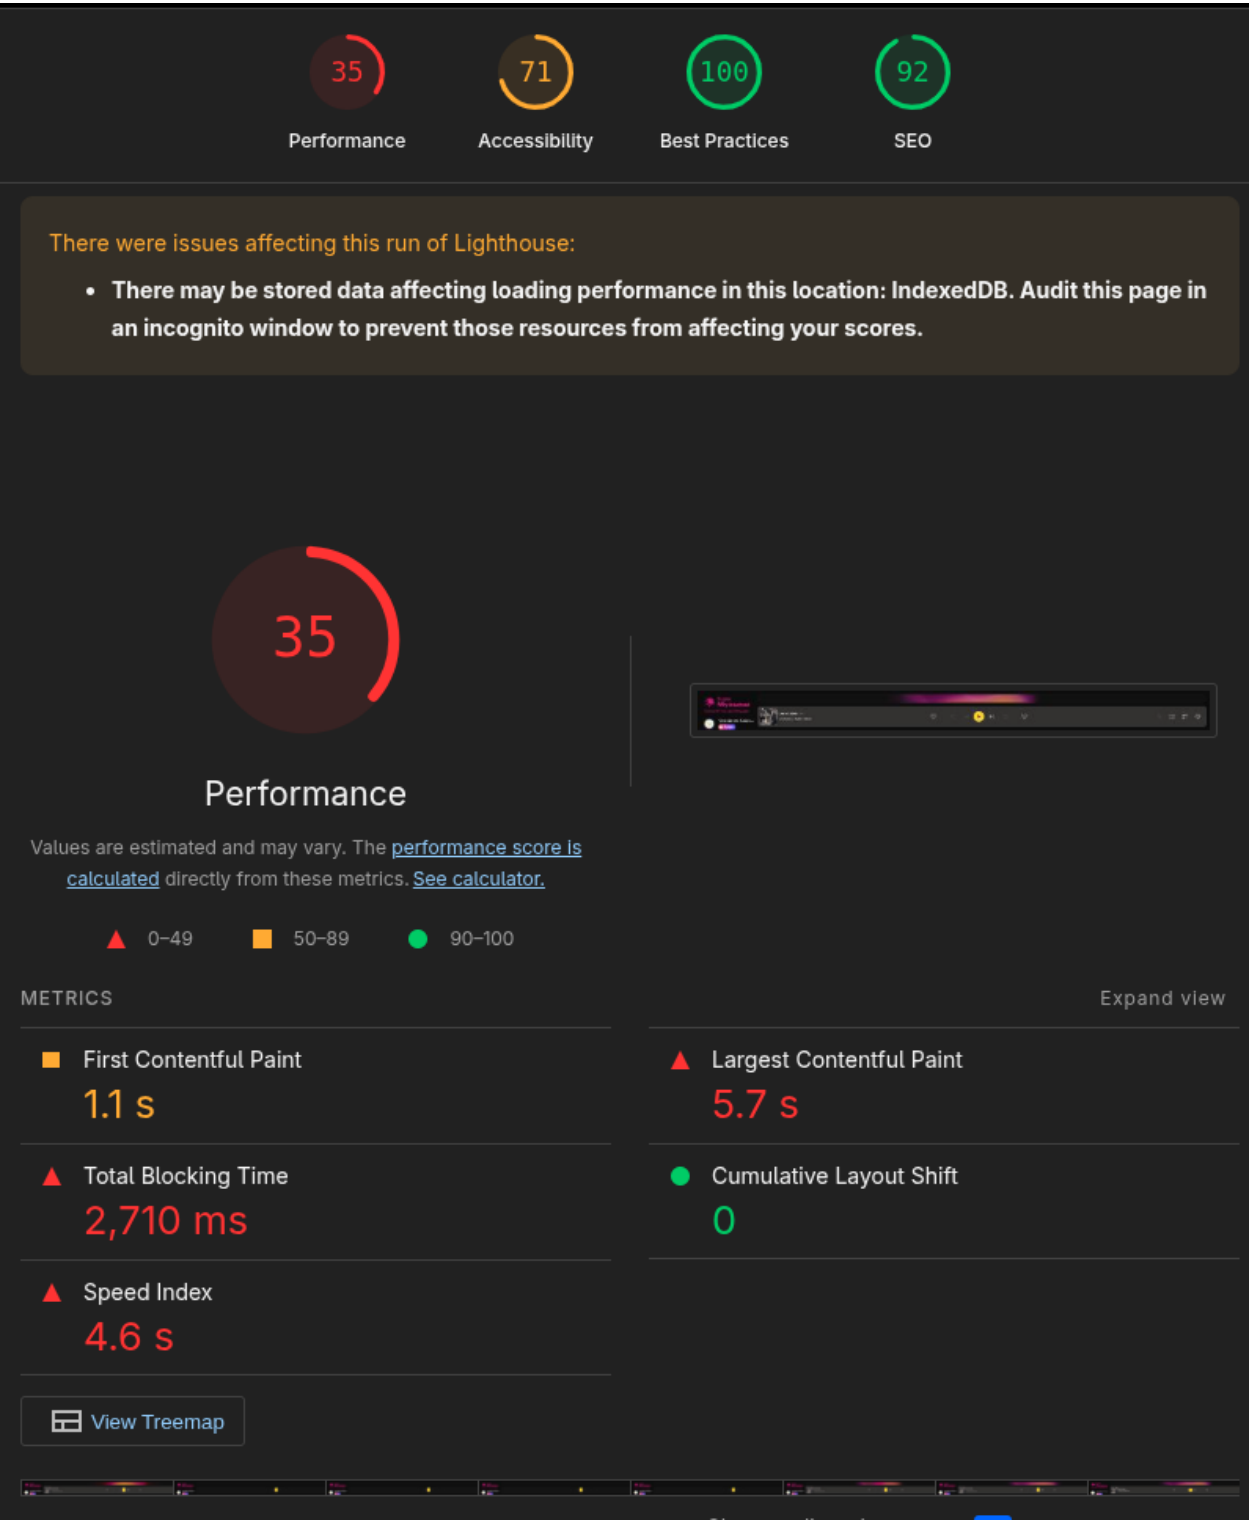 35
71
100
92
Performance
Accessibility
Best Practices
SEO
There were issues affecting this run of Lighthouse:
• There may be stored data affecting loading performance in this location: IndexedDB. Audit this page in
an incognito window to prevent those resources from affecting your scores.
35
Performance
Values are estimated and may vary. The performance score is
calculated directly from these metrics. See calculator.
0–49
50–89
90–100
METRICS
Expand view
First Contentful Paint
1.1 s
Largest Contentful Paint
5.7 s
Total Blocking Time
2,710 ms
Cumulative Layout Shift
0
Speed Index
4.6 s
View Treemap